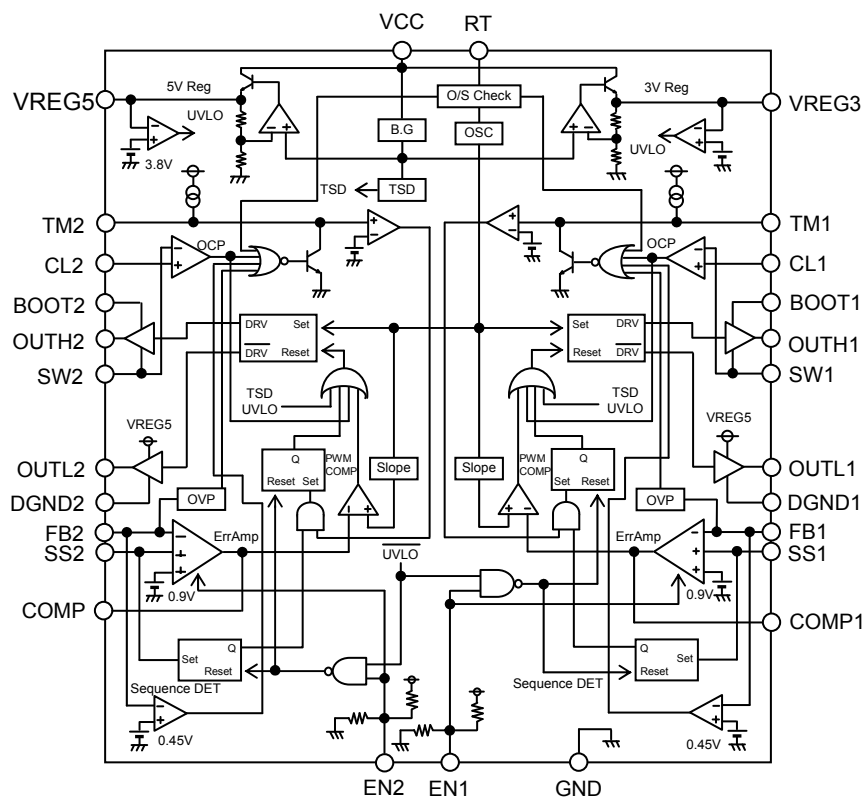 VCC RT
VREG5 5V Reg O/S Check 3V Reg VREG3
UVLO B.G OSC UVLO
3.8V
TSD TSD
TM2 TM1
OCP OCP
CL2 CL1
BOOT2 BOOT1
DRV Set Set DRV
OUTH2 OUTH1
DRV Reset Reset DRV
SW2 SW1
TSD TSD
UVLO UVLO
VREG5 VREG5
Q PWM COMP Slope Slope PWM COMP Q
OUTL2 Reset Set Set Reset OUTL1
DGND2 OVP OVP DGND1
FB2 FB1
ErrAmp ErrAmp
SS2 SS1
UVLO
0.9V 0.9V
COMP COMP1
Q Q
Set Set
Reset Reset
Sequence DET Sequence DET
0.45V 0.45V
EN2 EN1 GND